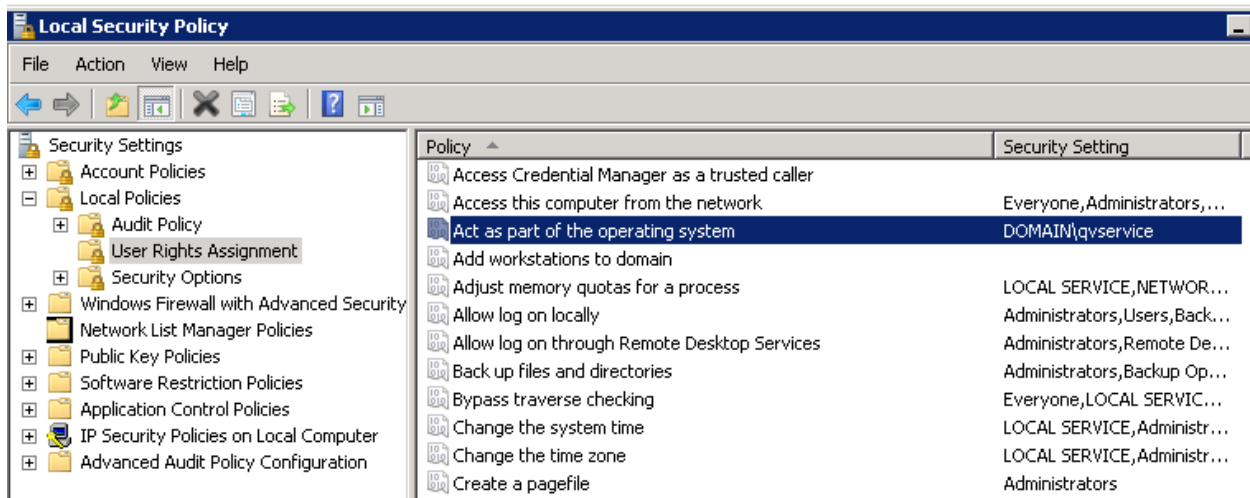 Local Security Policy
File Action View Help
Security Settings
Account Policies
Local Policies
Audit Policy
User Rights Assignment
Security Options
Windows Firewall with Advanced Security
Network List Manager Policies
Public Key Policies
Software Restriction Policies
Application Control Policies
IP Security Policies on Local Computer
Advanced Audit Policy Configuration
Policy Security Setting
Access Credential Manager as a trusted caller
Access this computer from the network Everyone,Administrators,...
Act as part of the operating system DOMAIN\qvservice
Add workstations to domain
Adjust memory quotas for a process LOCAL SERVICE,NETWOR...
Allow log on locally Administrators,Users,Back...
Allow log on through Remote Desktop Services Administrators,Remote De...
Back up files and directories Administrators,Backup Op...
Bypass traverse checking Everyone,LOCAL SERVIC...
Change the system time LOCAL SERVICE,Administr...
Change the time zone LOCAL SERVICE,Administr...
Create a pagefile Administrators